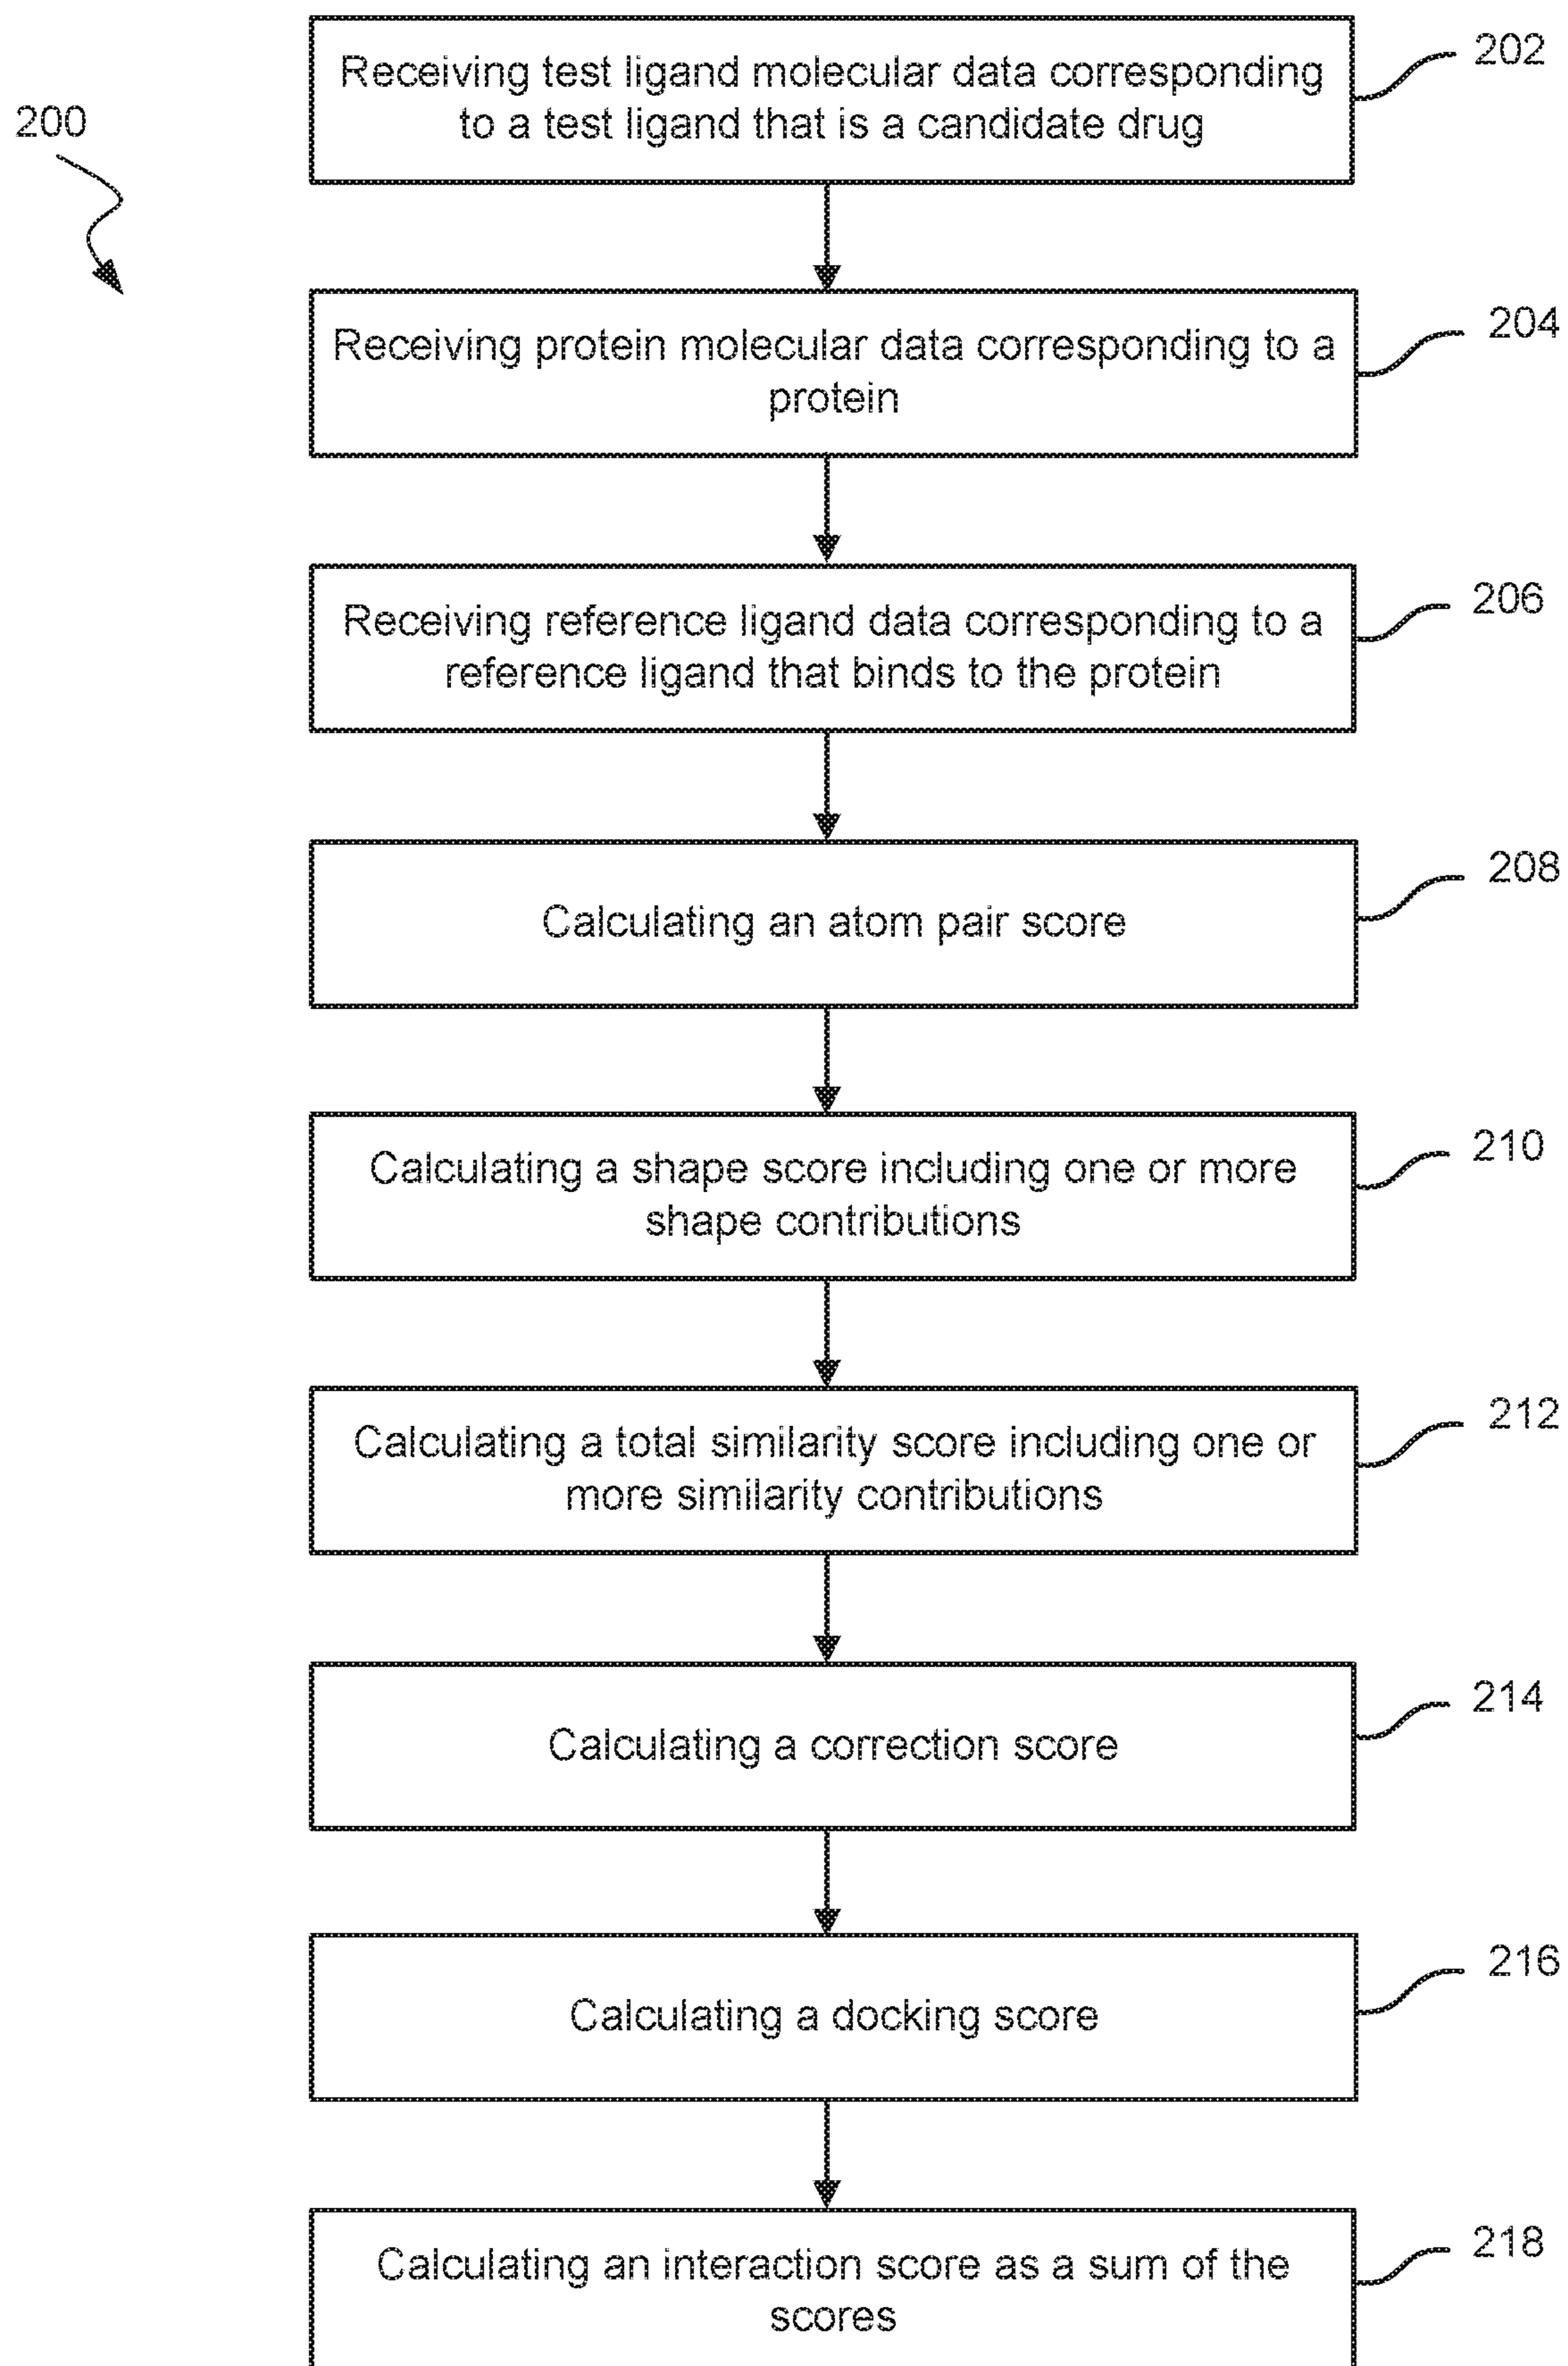 202
Receiving test ligand molecular data corresponding
to a test ligand that is a candidate drug
200
204
Receiving protein molecular data corresponding to a
protein
206
Receiving reference ligand data corresponding to a
reference ligand that binds to the protein
208
Calculating an atom pair score
210
Calculating a shape score including one or more
shape contributions
212
Calculating a total similarity score including one or
more similarity contributions
214
Calculating a correction score
216
Calculating a docking score
218
Calculating an interaction score as a sum of the
scores